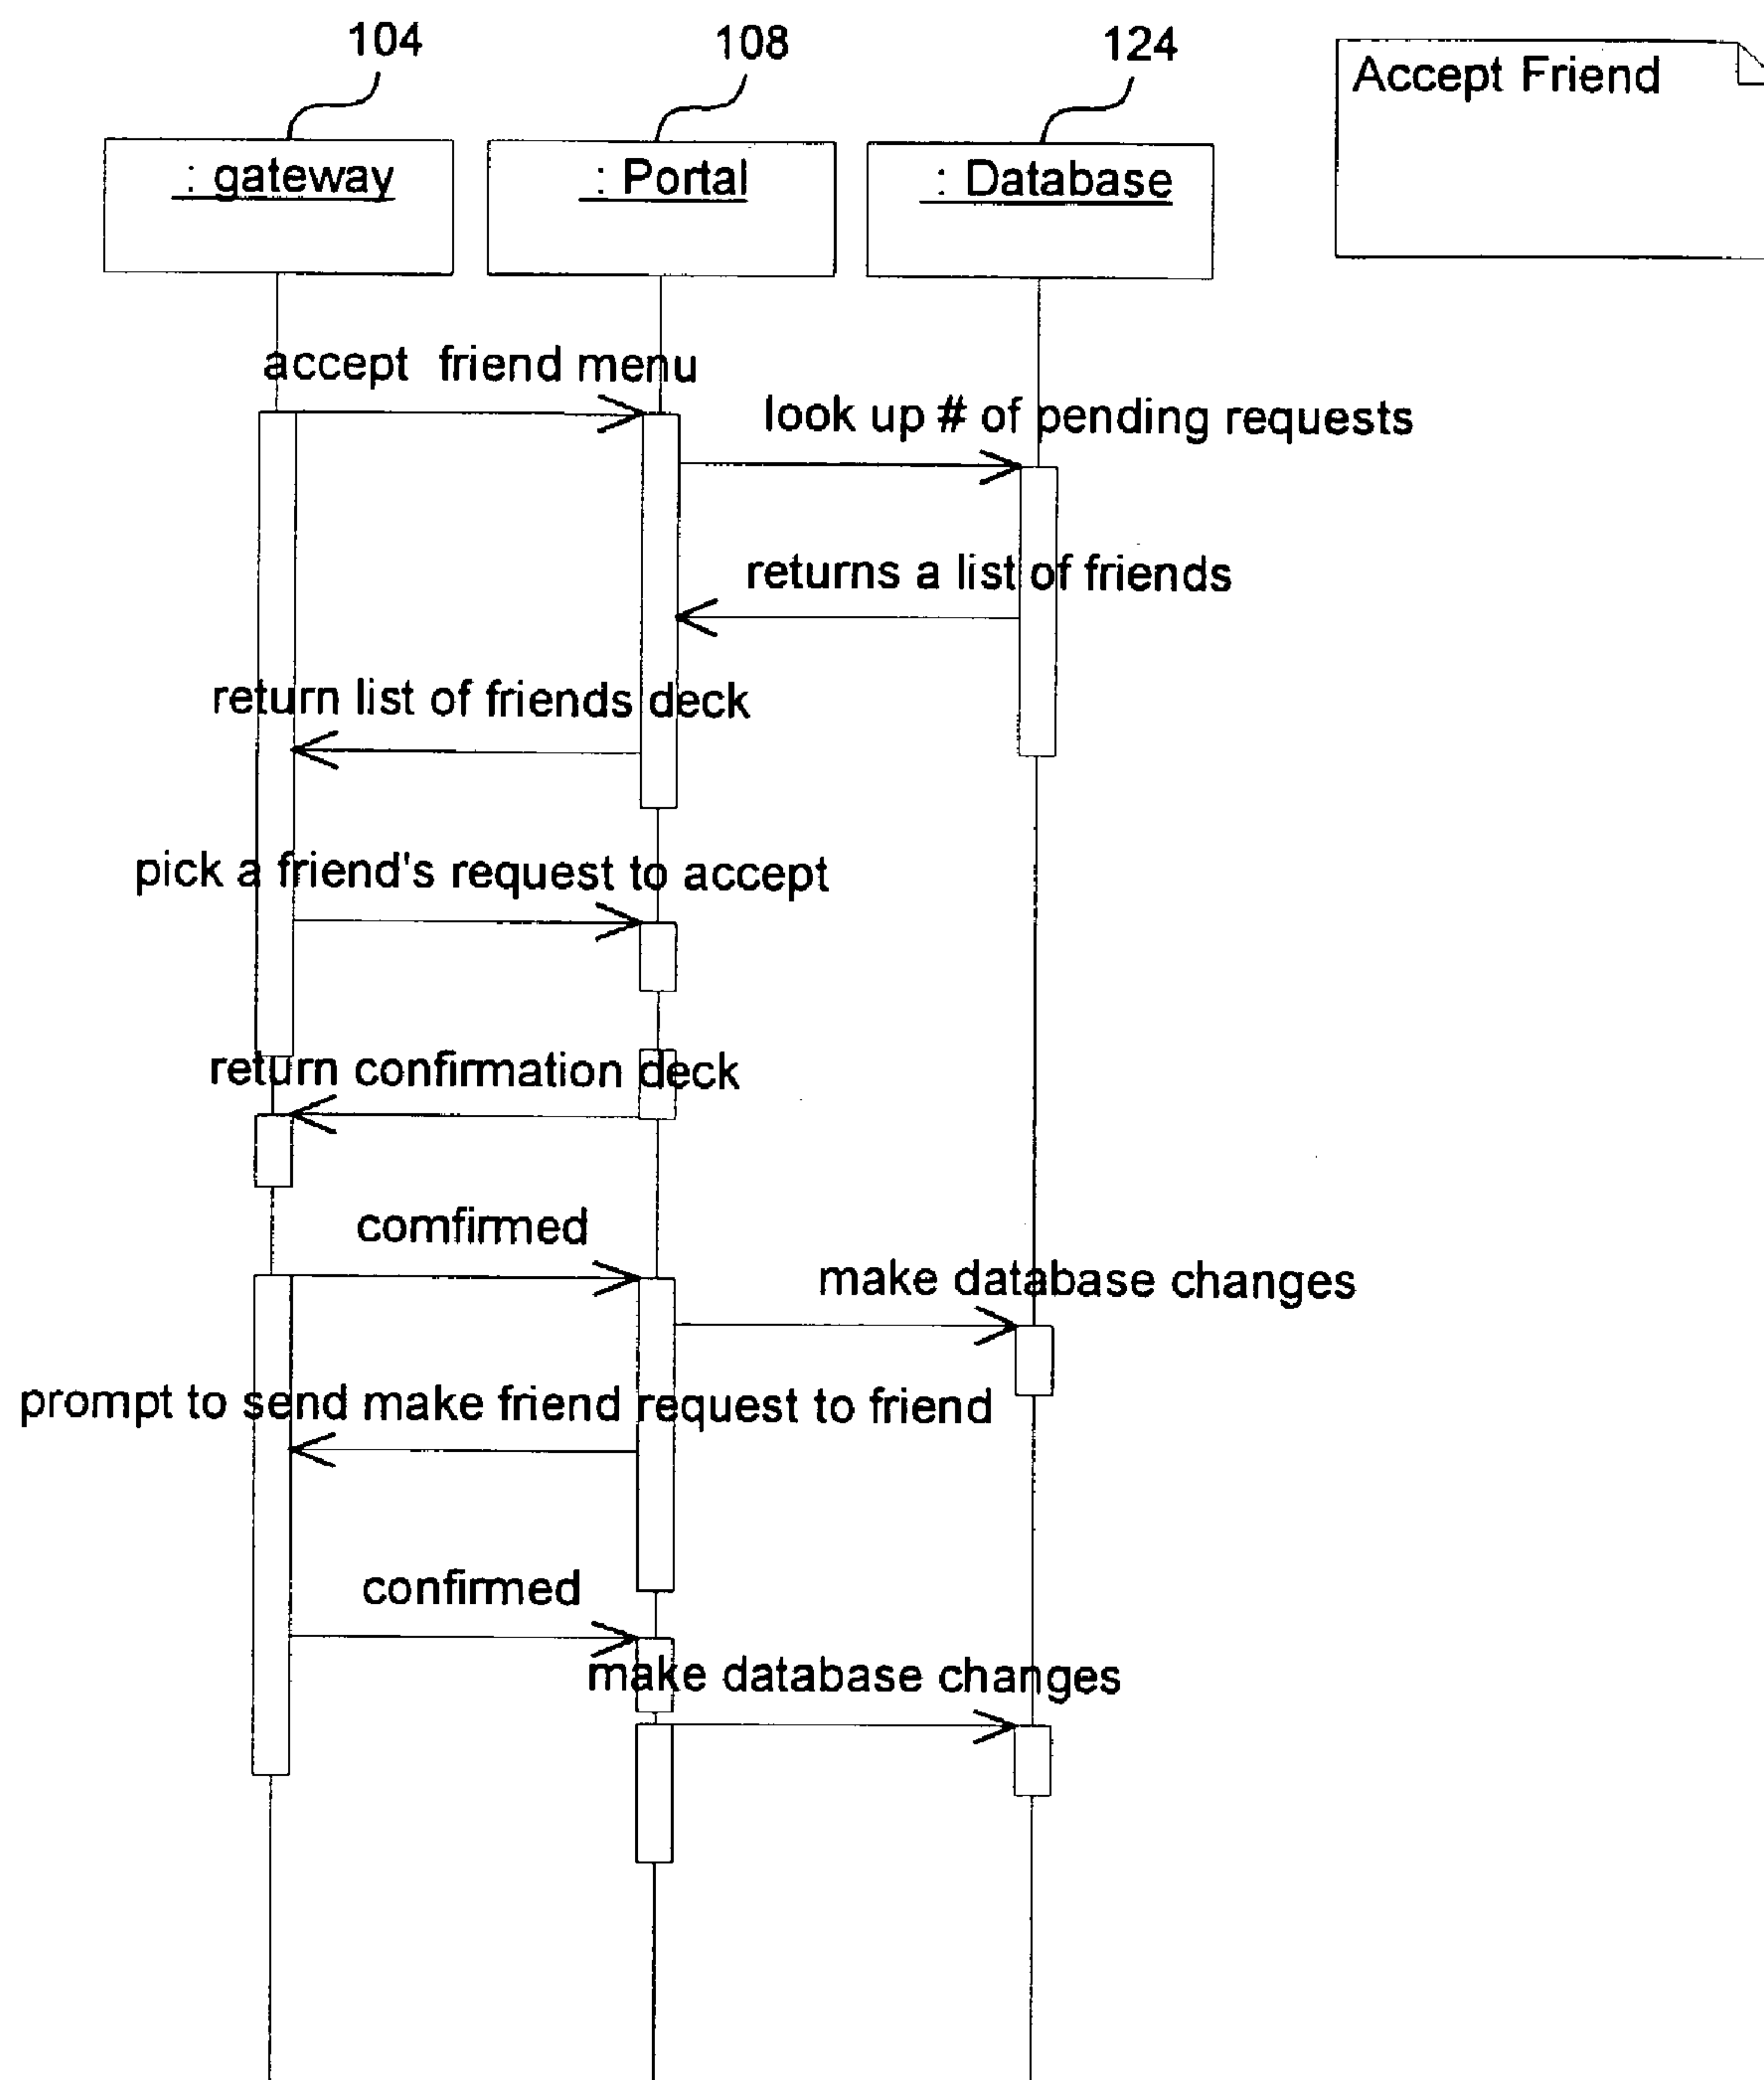 104
108
124
Accept Friend
: gateway
: Portal
: Database
accept friend menu
look up # of pending requests
returns a list of friends
return list of friends deck
pick a friend's request to accept
return confirmation deck
comfirmed
make database changes
prompt to send make friend request to friend
confirmed
make database changes